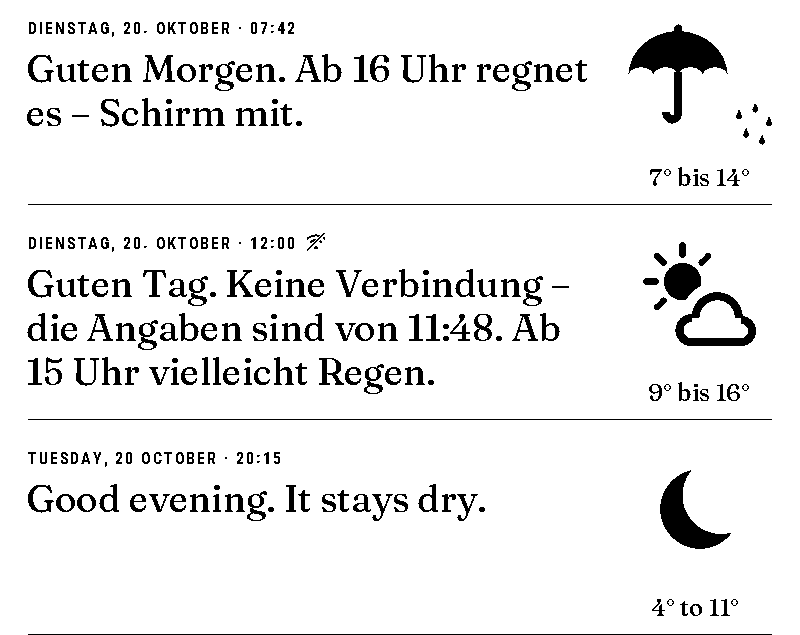 DIENSTAG, 20. OKTOBER · 07:42
Guten Morgen. Ab 16 Uhr regnet
es – Schirm mit.
7° bis 14°
DIENSTAG, 20. OKTOBER · 12:00
Guten Tag. Keine Verbindung –
die Angaben sind von 11:48. Ab
15 Uhr vielleicht Regen.
9° bis 16°
TUESDAY, 20 OCTOBER · 20:15
Good evening. It stays dry.
4° to 11°